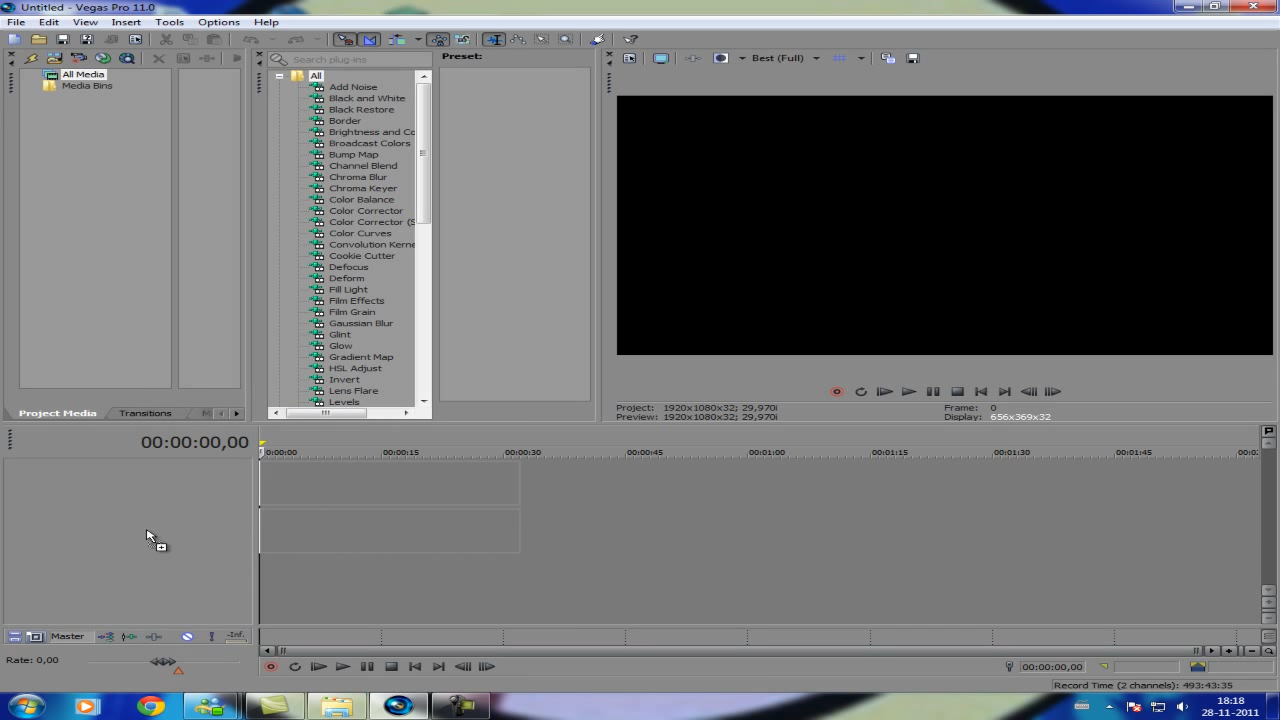 Untitled - Vegas Pro 11.0
File Edit View Insert Tools Options Help
All Media
Media Bins
Project Media Transitions M
Search plug-ins
All
Add Noise
Black and White
Black Restore
Border
Brightness and Co
Broadcast Colors
Bump Map
Channel Blend
Chroma Blur
Chroma Keyer
Color Balance
Color Corrector
Color Corrector (S
Color Curves
Convolution Kerne
Cookie Cutter
Defocus
Deform
Fill Light
Film Effects
Film Grain
Gaussian Blur
Glint
Glow
Gradient Map
HSL Adjust
Invert
Lens Flare
Levels
Preset:
Best (Full)
Project: 1920x1080x32; 29,970i Frame: 0
Preview: 1920x1080x32; 29,970i Display: 656x369x32
00:00:00,00
0:00:00 00:00:15 00:00:30 00:00:45 00:01:00 00:01:15 00:01:30 00:01:45 00:02
Master -Inf.
Rate: 0,00
00:00:00,00
Record Time (2 channels): 493:43:35
18:18
28-11-2011